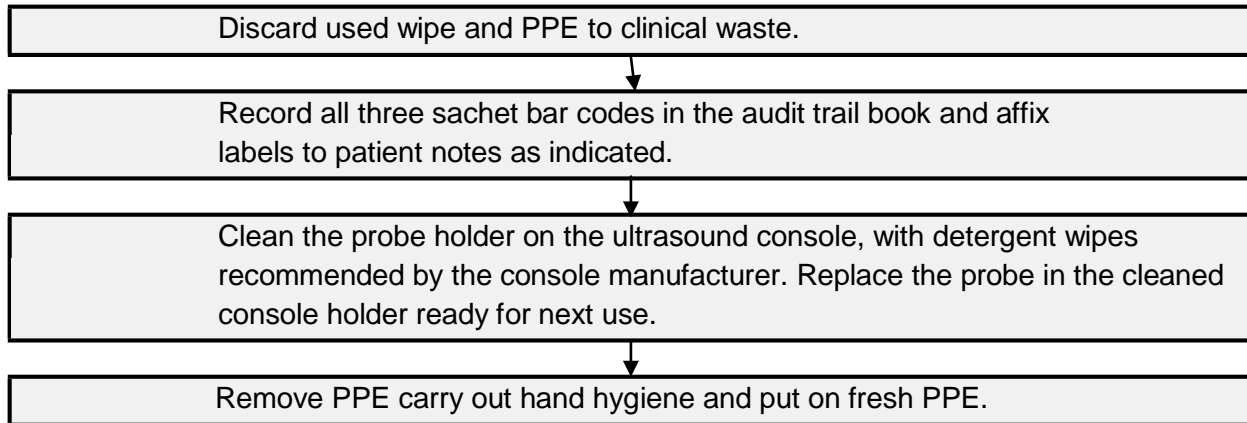 Discard used wipe and PPE to clinical waste.
Record all three sachet bar codes in the audit trail book and affix
labels to patient notes as indicated.
Clean the probe holder on the ultrasound console, with detergent wipes
recommended by the console manufacturer. Replace the probe in the cleaned
console holder ready for next use.
Remove PPE carry out hand hygiene and put on fresh PPE.